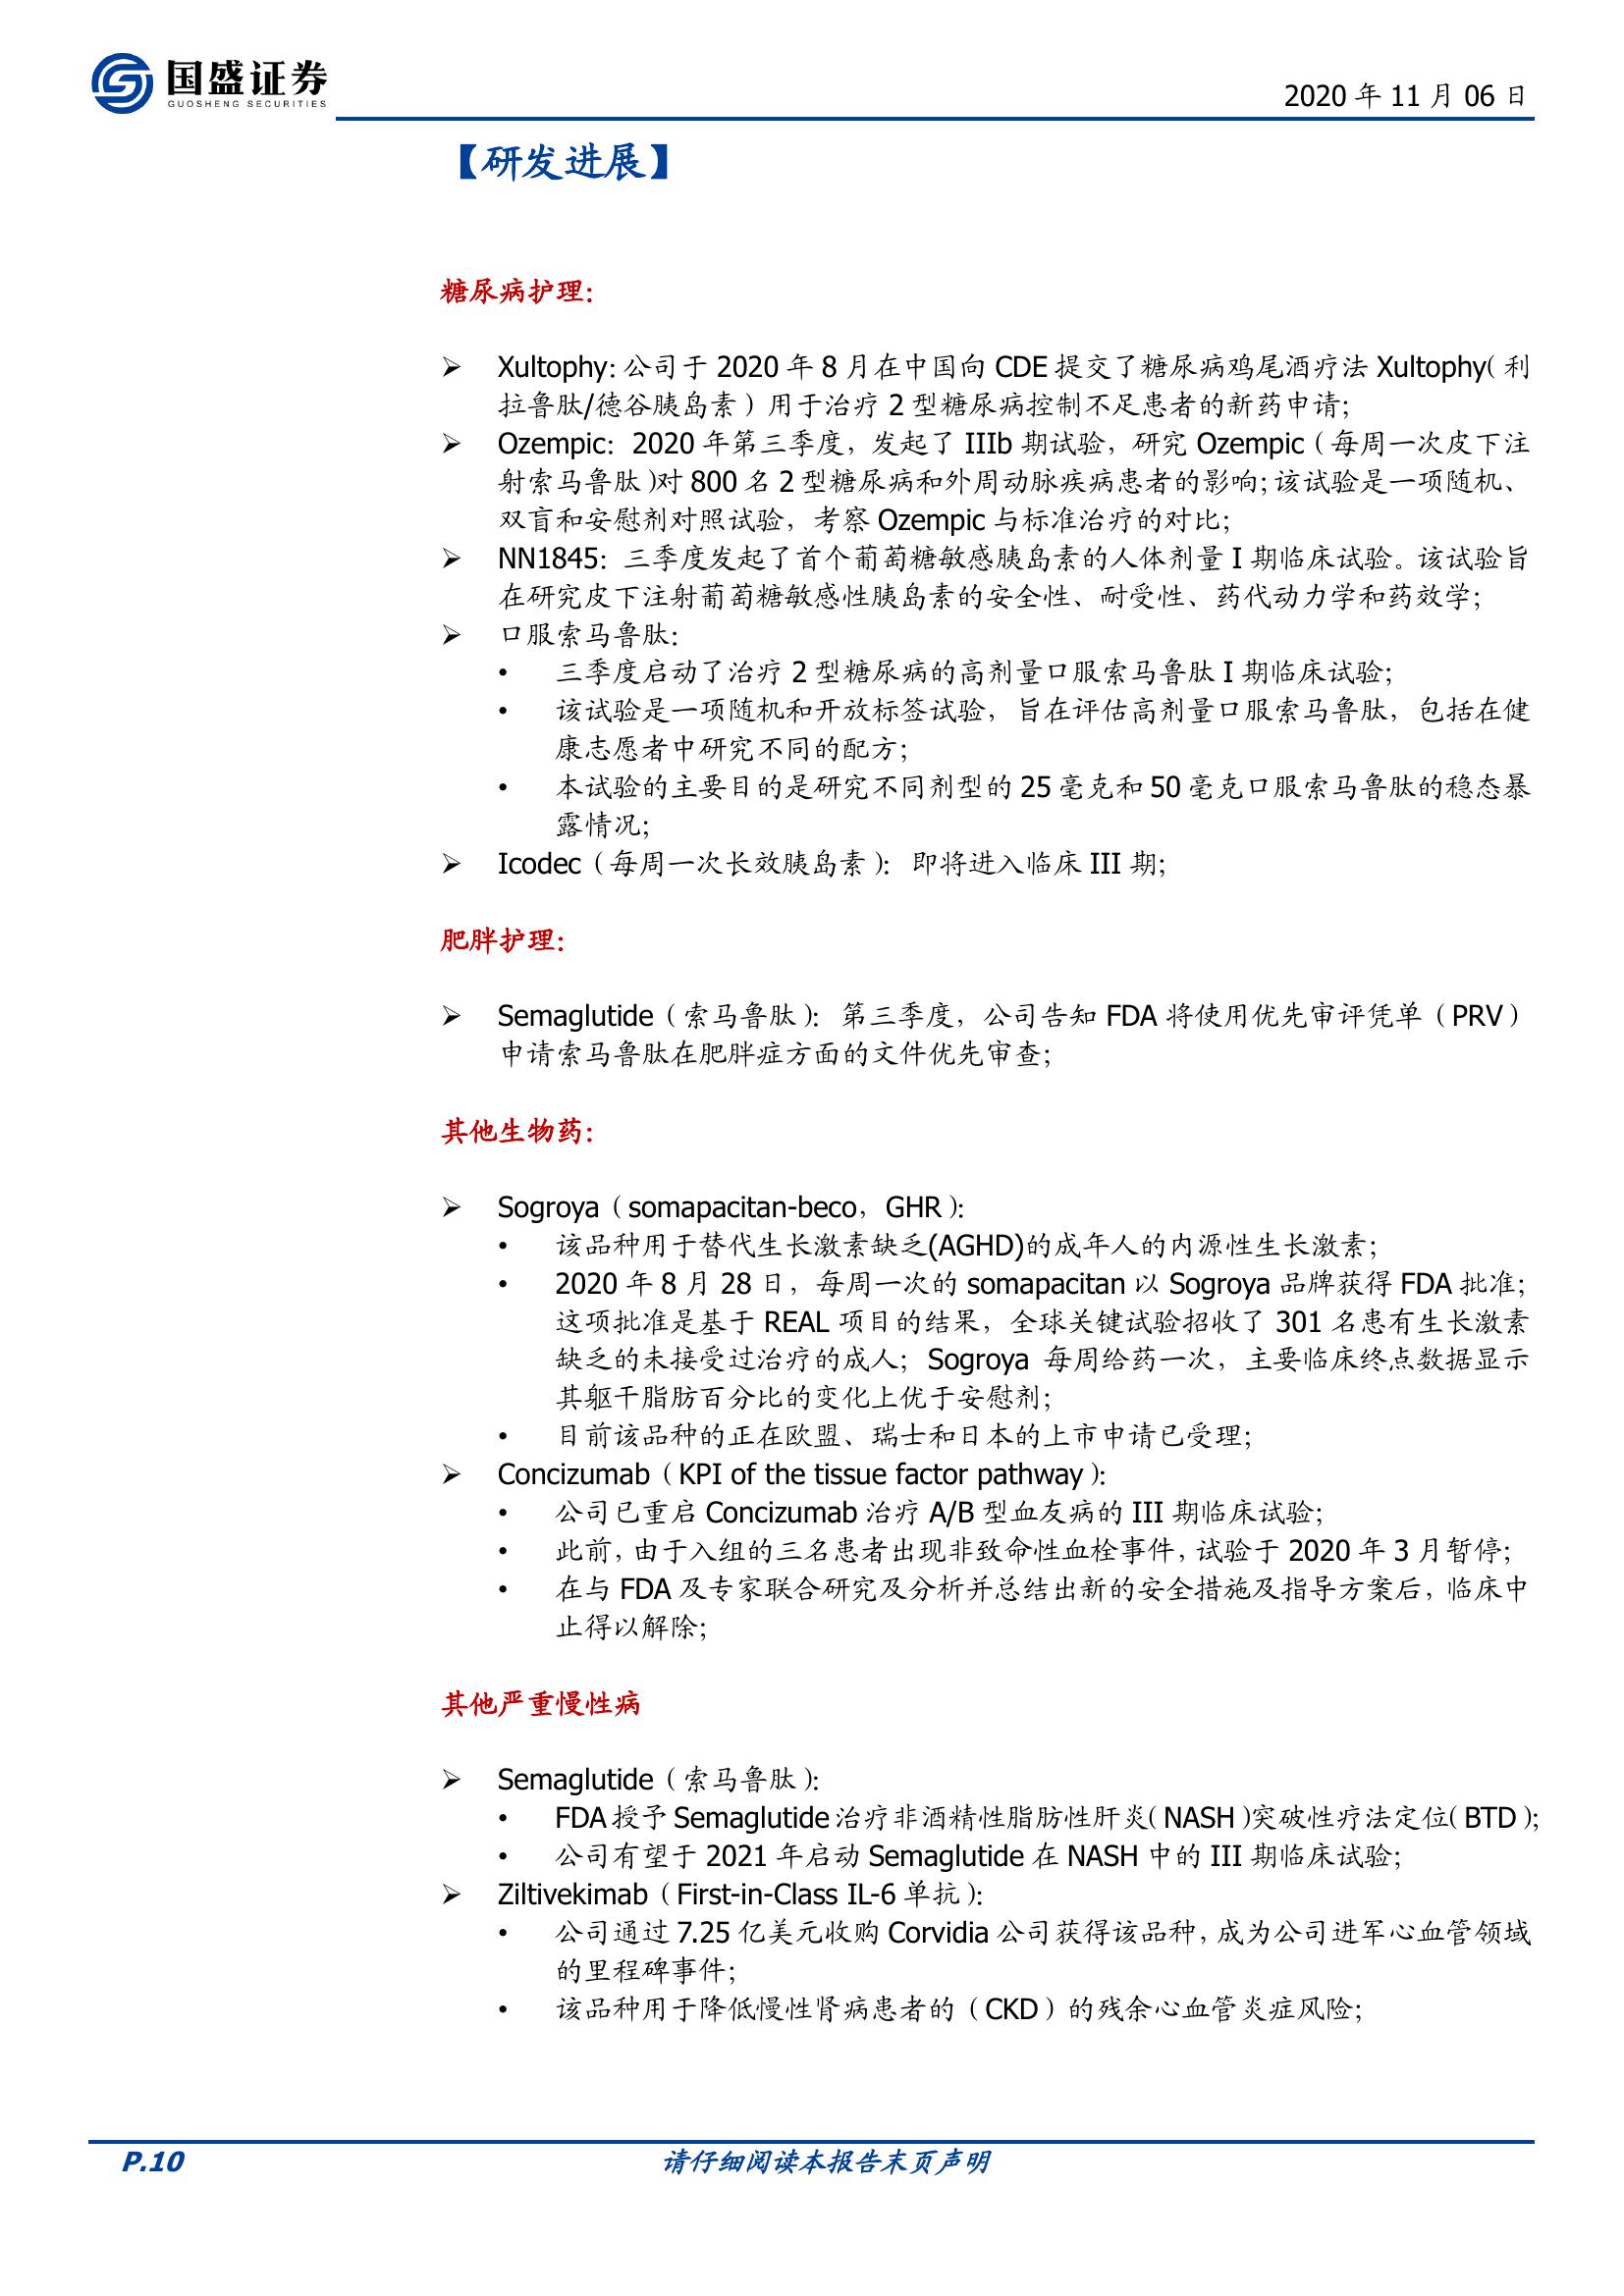 国盛证券
GUOSHENG SECURITIES
2020 年 11 月 06 日
【研发进展】
糖尿病护理：
➢ Xultophy：公司于 2020 年 8 月在中国向 CDE 提交了糖尿病鸡尾酒疗法 Xultophy（利
拉鲁肽/德谷胰岛素）用于治疗 2 型糖尿病控制不足患者的新药申请；
➢ Ozempic：2020 年第三季度，发起了 IIIb 期试验，研究 Ozempic（每周一次皮下注
射索马鲁肽）对 800 名 2 型糖尿病和外周动脉疾病患者的影响；该试验是一项随机、
双盲和安慰剂对照试验，考察 Ozempic 与标准治疗的对比；
➢ NN1845：三季度发起了首个葡萄糖敏感胰岛素的人体剂量 I 期临床试验。该试验旨
在研究皮下注射葡萄糖敏感性胰岛素的安全性、耐受性、药代动力学和药效学；
➢ 口服索马鲁肽：
• 三季度启动了治疗 2 型糖尿病的高剂量口服索马鲁肽 I 期临床试验；
• 该试验是一项随机和开放标签试验，旨在评估高剂量口服索马鲁肽，包括在健
康志愿者中研究不同的配方；
• 本试验的主要目的是研究不同剂型的 25 毫克和 50 毫克口服索马鲁肽的稳态暴
露情况；
➢ Icodec（每周一次长效胰岛素）：即将进入临床 III 期；
肥胖护理：
➢ Semaglutide（索马鲁肽）：第三季度，公司告知 FDA 将使用优先审评凭单（PRV）
申请索马鲁肽在肥胖症方面的文件优先审查；
其他生物药：
➢ Sogroya（somapacitan-beco，GHR）：
• 该品种用于替代生长激素缺乏(AGHD)的成年人的内源性生长激素；
• 2020 年 8 月 28 日，每周一次的 somapacitan 以 Sogroya 品牌获得 FDA 批准；
这项批准是基于 REAL 项目的结果，全球关键试验招收了 301 名患有生长激素
缺乏的未接受过治疗的成人；Sogroya 每周给药一次，主要临床终点数据显示
其躯干脂肪百分比的变化上优于安慰剂；
• 目前该品种的正在欧盟、瑞士和日本的上市申请已受理；
➢ Concizumab（KPI of the tissue factor pathway）：
• 公司已重启 Concizumab 治疗 A/B 型血友病的 III 期临床试验；
• 此前，由于入组的三名患者出现非致命性血栓事件，试验于 2020 年 3 月暂停；
• 在与 FDA 及专家联合研究及分析并总结出新的安全措施及指导方案后，临床中
止得以解除；
其他严重慢性病
➢ Semaglutide（索马鲁肽）：
• FDA 授予 Semaglutide 治疗非酒精性脂肪性肝炎（NASH）突破性疗法定位（BTD）；
• 公司有望于 2021 年启动 Semaglutide 在 NASH 中的 III 期临床试验；
➢ Ziltivekimab（First-in-Class IL-6 单抗）：
• 公司通过 7.25 亿美元收购 Corvidia 公司获得该品种，成为公司进军心血管领域
的里程碑事件；
• 该品种用于降低慢性肾病患者的（CKD）的残余心血管炎症风险；
P.10
请仔细阅读本报告末页声明